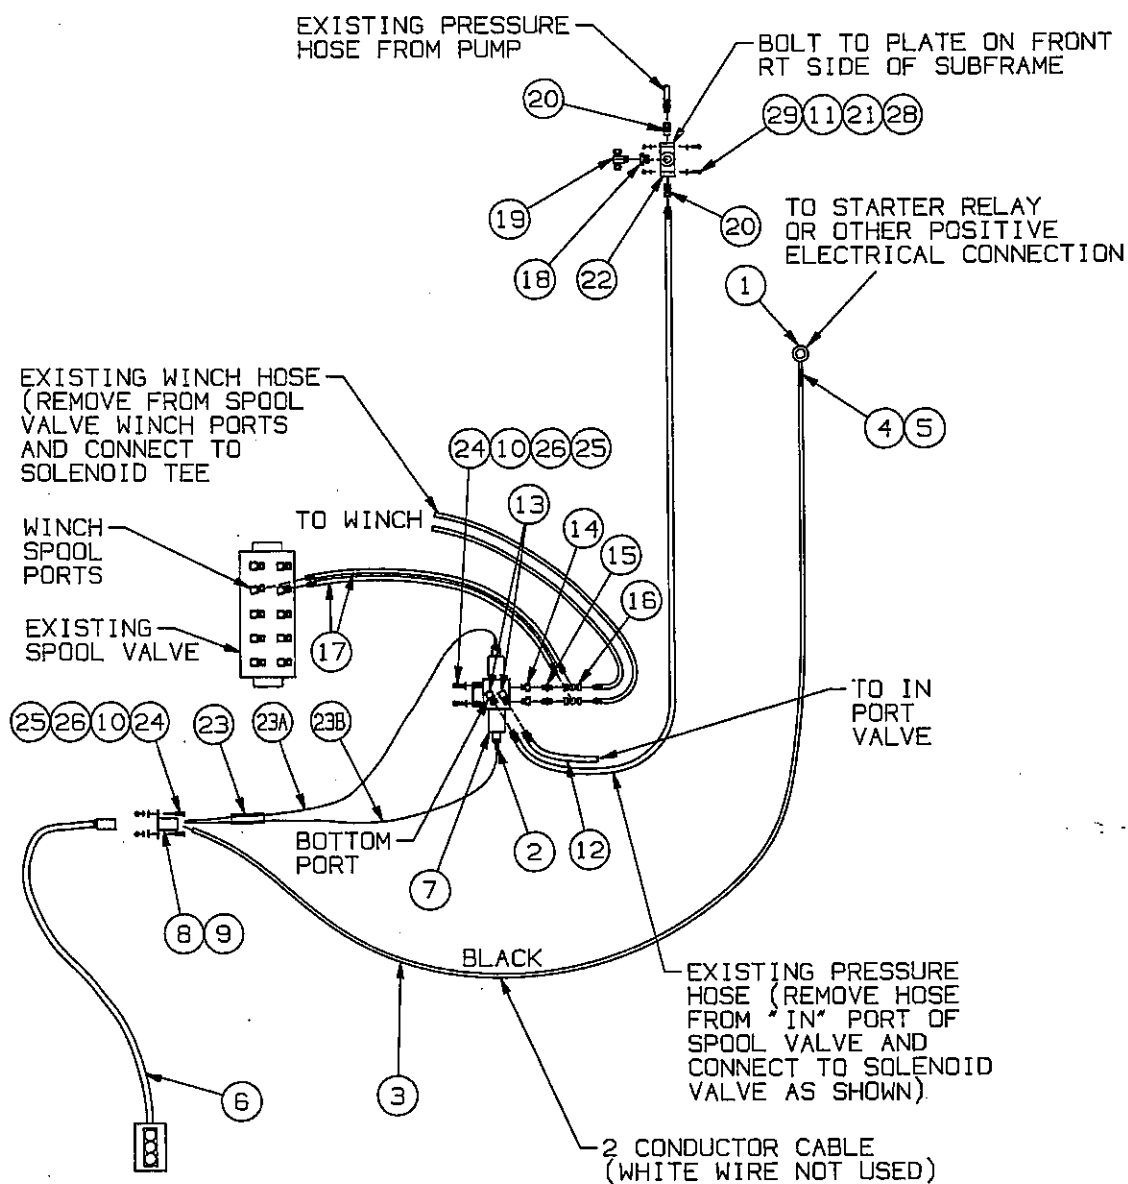 EXISTING PRESSURE
HOSE FROM PUMP
BOLT TO PLATE ON FRONT
RT SIDE OF SUBFRAME
20
29 11 21 28
19
18
22
20
TO STARTER RELAY
OR OTHER POSITIVE
ELECTRICAL CONNECTION
1
4 5
EXISTING WINCH HOSE
(REMOVE FROM SPOOL
VALVE WINCH PORTS
AND CONNECT TO
SOLENOID TEE
24 10 26 25
TO WINCH
13
14
15
16
WINCH
SPOOL
PORTS
EXISTING
SPOOL VALVE
17
TO IN
PORT
VALVE
25 26 10 24
23
23A
23B
BOTTOM
PORT
7
2
12
8 9
BLACK
EXISTING PRESSURE
HOSE (REMOVE HOSE
FROM "IN" PORT OF
SPOOL VALVE AND
CONNECT TO SOLENOID
VALVE AS SHOWN)
6
3
2 CONDUCTOR CABLE
(WHITE WIRE NOT USED)